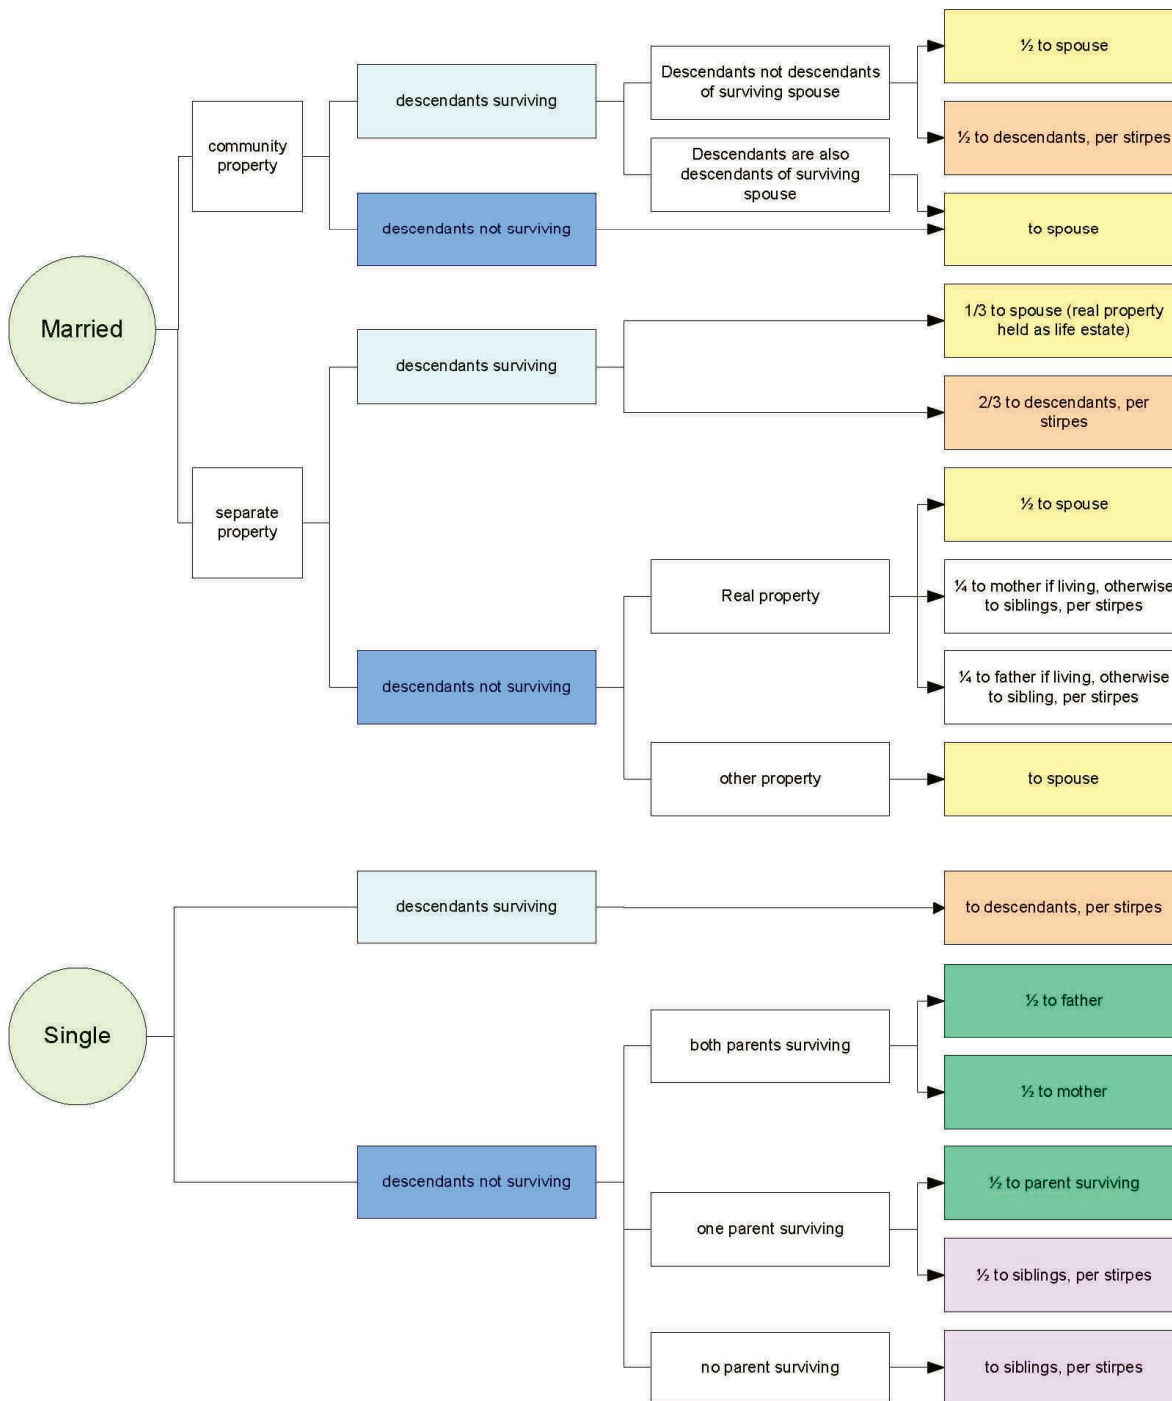 ½ to spouse
Descendants not descendants
of surviving spouse
descendants surviving
community
property
½ to descendants, per stirpes
Descendants are also
descendants of surviving
spouse
descendants not surviving
to spouse
Married
1/3 to spouse (real property
held as life estate)
descendants surviving
2/3 to descendants, per
stirpes
separate
property
½ to spouse
Real property
¼ to mother if living, otherwise
to siblings, per stirpes
descendants not surviving
¼ to father if living, otherwise
to sibling, per stirpes
other property
to spouse
descendants surviving
to descendants, per stirpes
Single
½ to father
both parents surviving
½ to mother
descendants not surviving
½ to parent surviving
one parent surviving
½ to siblings, per stirpes
no parent surviving
to siblings, per stirpes